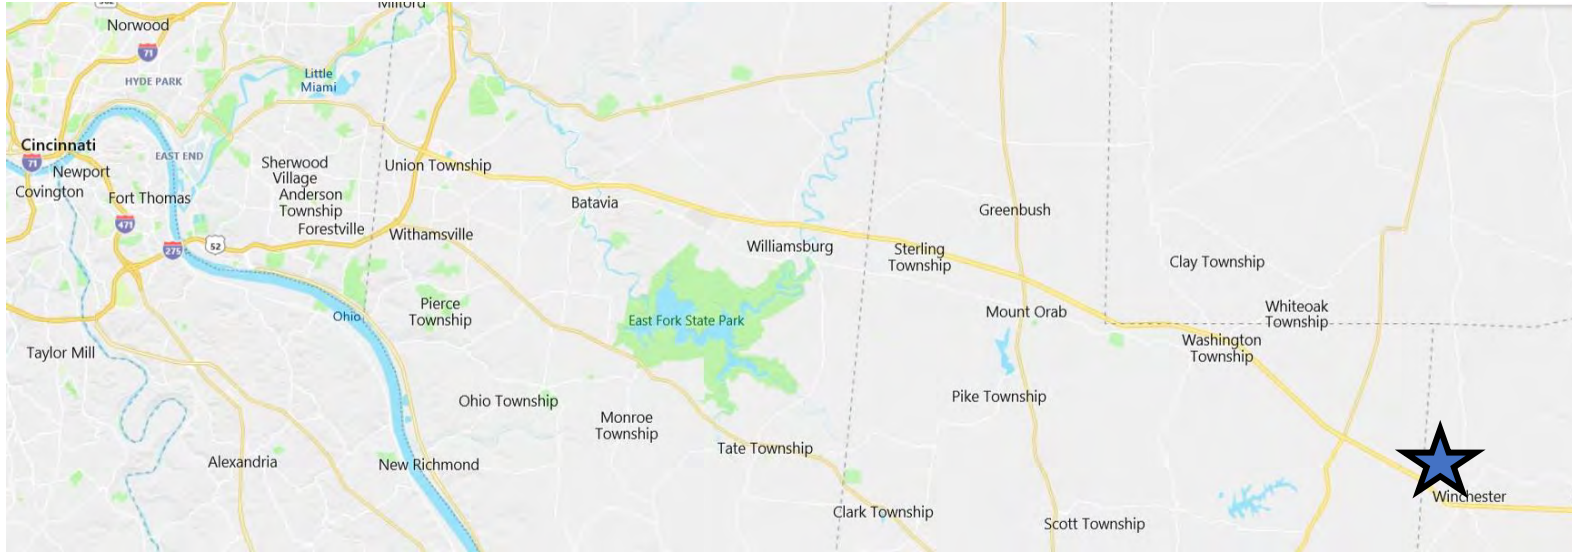 Milford
Norwood
71
HYDE PARK
Little
Miami
Cincinnati
71
EAST END
Newport
Covington
Fort Thomas
Sherwood
Village
Anderson
Township
Forestville
Union Township
Batavia
Withamsville
471
275
52
Williamsburg
Greenbush
Sterling
Township
Clay Township
Whiteoak
Township
Pierce
Township
Ohio
East Fork State Park
Mount Orab
Washington
Township
Taylor Mill
Ohio Township
Monroe
Township
Pike Township
Tate Township
Alexandria
New Richmond
Clark Township
Scott Township
Winchester